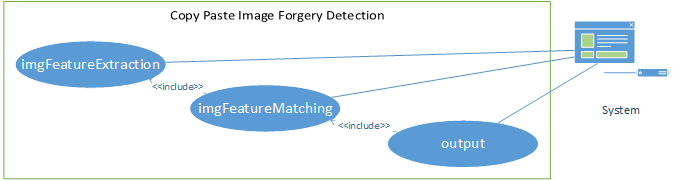 Copy Paste Image Forgery Detection
imgFeatureExtraction
<<include>>
imgFeatureMatching
<<include>>
output
System